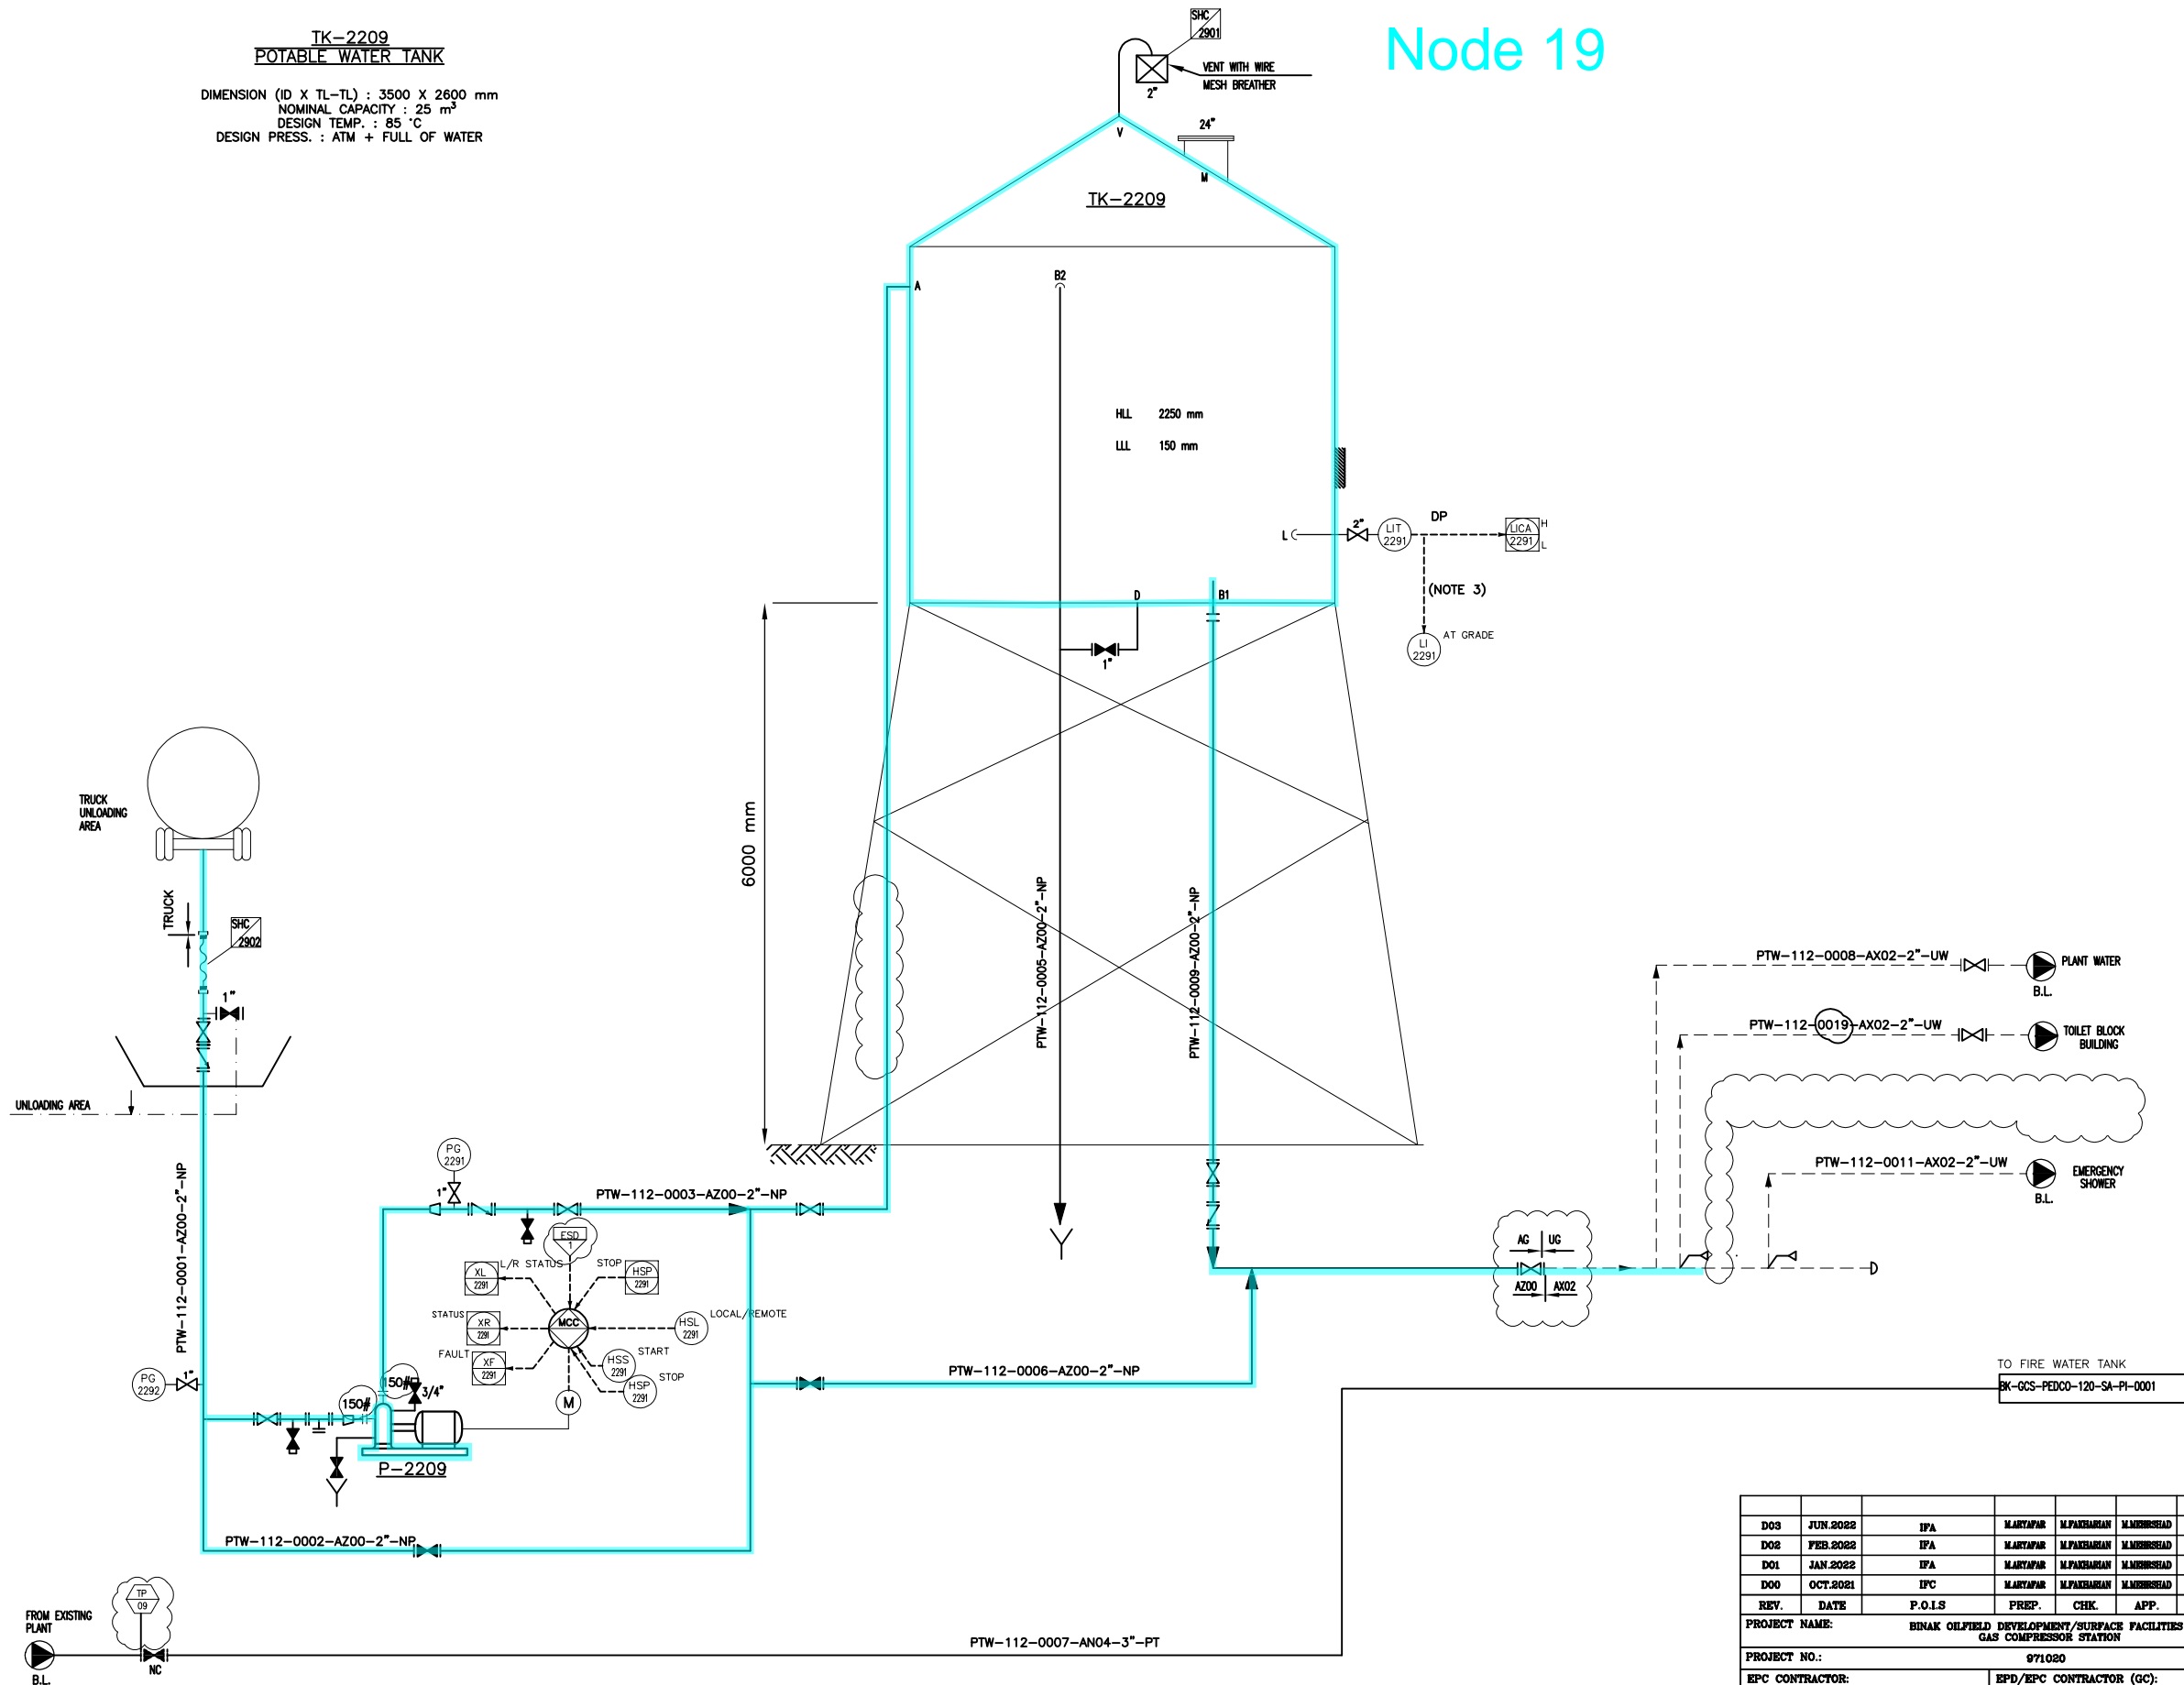 Node 19
TK-2209
POTABLE WATER TANK
DIMENSION (ID X TL-TL) : 3500 X 2600 mm
NOMINAL CAPACITY : 25 m³
DESIGN TEMP. : 85 °C
DESIGN PRESS. : ATM + FULL OF WATER
SHC
2901
VENT WITH WIRE
MESH BREATHER
2"
V
24"
M
TK-2209
A
B2
HLL 2250 mm
LLL 150 mm
L
2"
LIT
2291
DP
LICA
2291
H
L
(NOTE 3)
LI
2291
AT GRADE
D
B1
1"
6000 mm
PTW-112-0005-AZ00-2"-NP
PTW-112-0009-AZ00-2"-NP
TRUCK
UNLOADING
AREA
TRUCK
SHC
2902
1"
UNLOADING AREA
PTW-112-0001-AZ00-2"-NP
PG
2291
1"
PTW-112-0003-AZ00-2"-NP
ESD
1
L/R STATUS
XL
2291
STOP
HSP
2291
STATUS
XR
2291
MCC
HSL
2291
LOCAL/REMOTE
FAULT
XF
2291
HSS
2291
START
HSP
2291
STOP
M
PG
2292
1"
150#
150#
3/4"
P-2209
PTW-112-0006-AZ00-2"-NP
PTW-112-0002-AZ00-2"-NP
PTW-112-0008-AX02-2"-UW
PLANT WATER
B.L.
PTW-112-0019-AX02-2"-UW
TOILET BLOCK
BUILDING
PTW-112-0011-AX02-2"-UW
EMERGENCY
SHOWER
B.L.
AG
UG
AZ00
AX02
TO FIRE WATER TANK
BK-GCS-PEDCO-120-SA-PI-0001
TP
09
FROM EXISTING
PLANT
B.L.
NC
PTW-112-0007-AN04-3"-PT
D03 JUN.2022 IFA M.ARYAFAR M.FAKHARIAN M.MEHRSHAD
D02 FEB.2022 IFA M.ARYAFAR M.FAKHARIAN M.MEHRSHAD
D01 JAN.2022 IFA M.ARYAFAR M.FAKHARIAN M.MEHRSHAD
D00 OCT.2021 IFC M.ARYAFAR M.FAKHARIAN M.MEHRSHAD
REV. DATE P.O.I.S PREP. CHK. APP.
PROJECT NAME: BINAK OILFIELD DEVELOPMENT/SURFACE FACILITIES
GAS COMPRESSOR STATION
PROJECT NO.: 971020
EPC CONTRACTOR: EPD/EPC CONTRACTOR (GC):